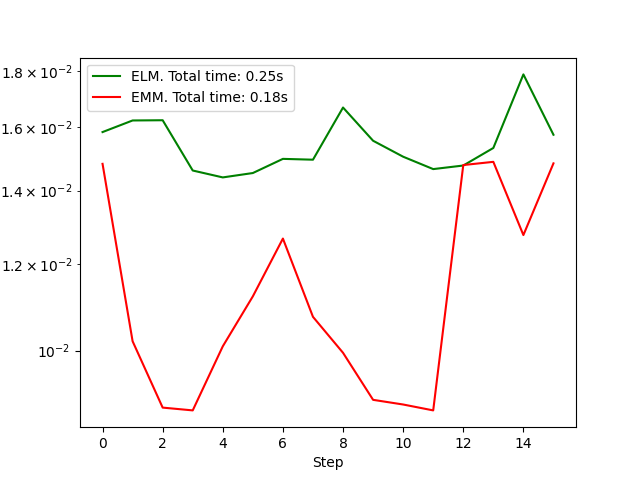 ELM. Total time: 0.25s
EMM. Total time: 0.18s
1.8 × 10⁻²
1.6 × 10⁻²
1.4 × 10⁻²
1.2 × 10⁻²
10⁻²
0 2 4 6 8 10 12 14
Step